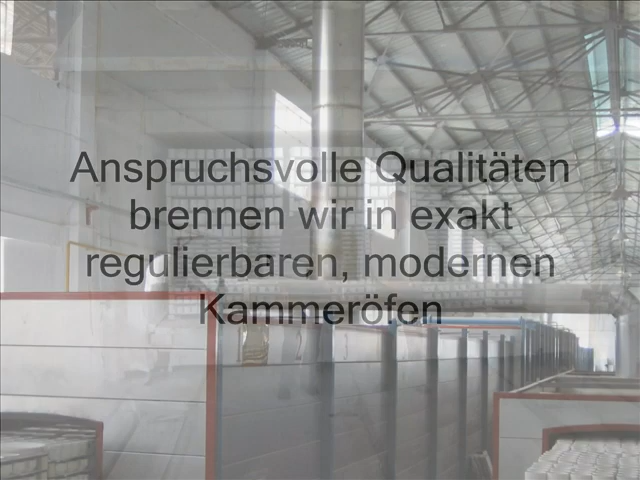 Anspruchsvolle Qualitäten
brennen wir in exakt
regulierbaren, modernen
Kammeröfen